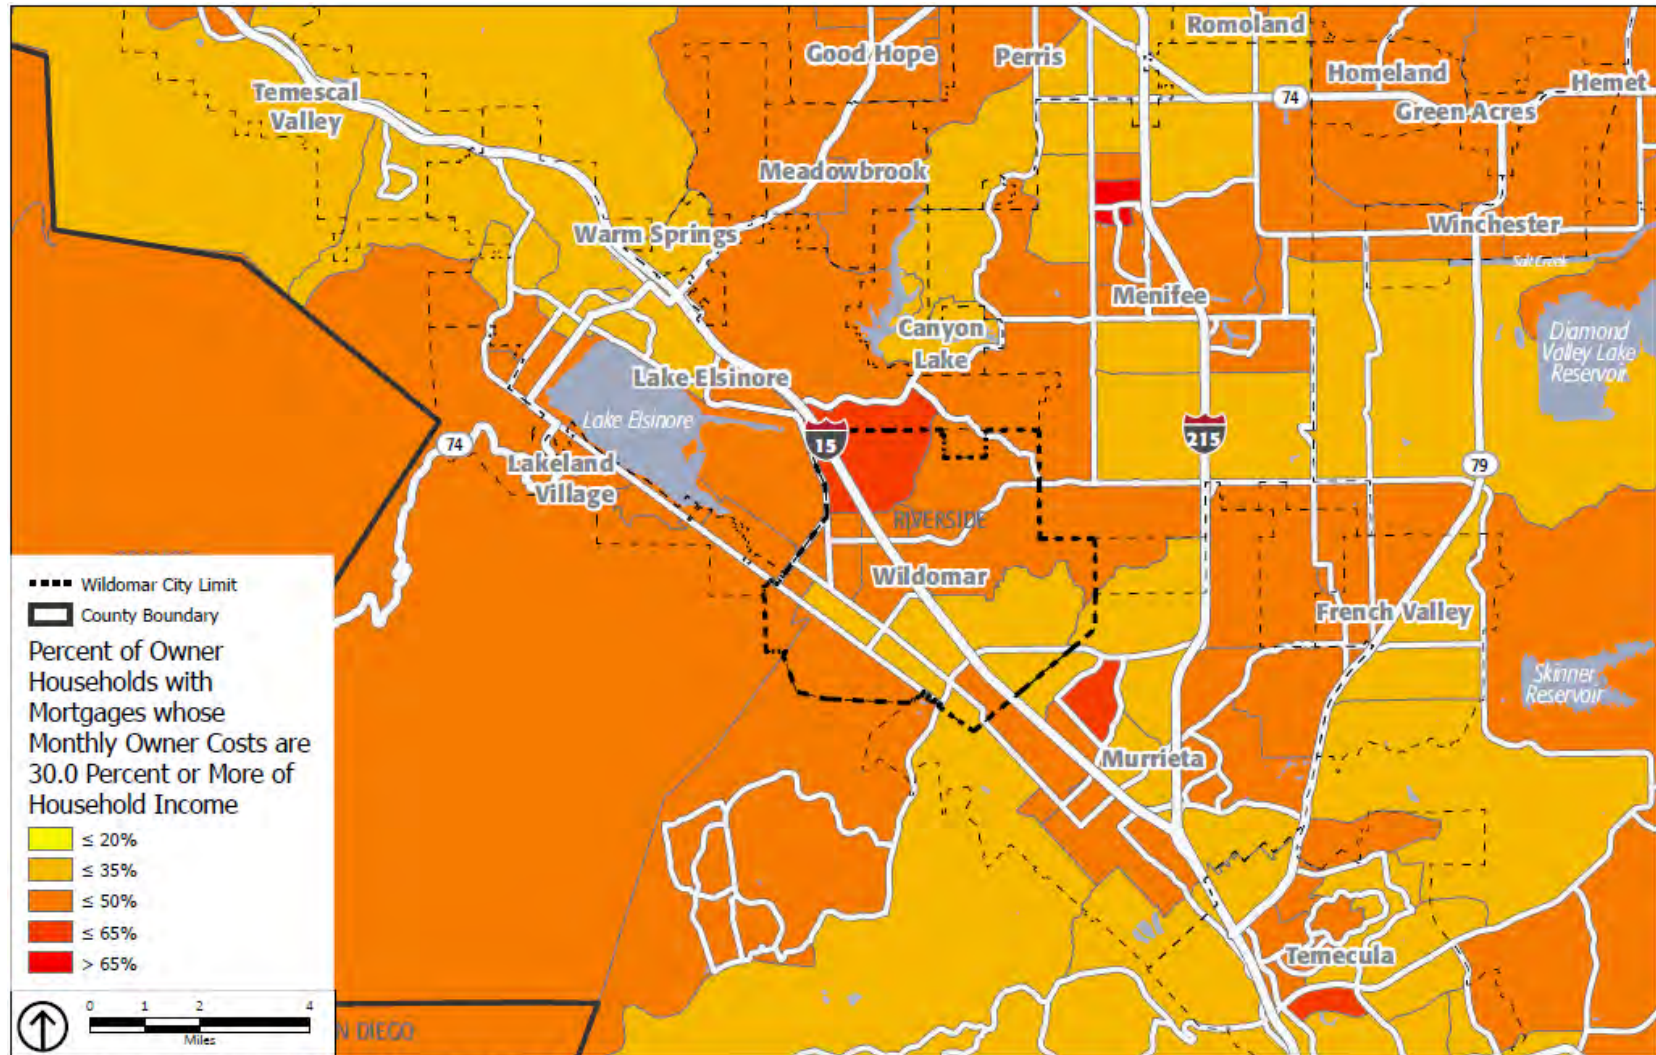 Romoland
Good Hope
Perris
Homeland
Hemet
Temescal
Valley
74
Green Acres
Meadowbrook
Warm Springs
Winchester
Salt Creek
Menifee
Canyon
Lake
Diamond
Valley Lake
Reservoir
Lake Elsinore
Lake Elsinore
15
215
74
79
Lakeland
Village
RIVERSIDE
Wildomar
French Valley
Skinner
Reservoir
Murrieta
Temecula
Wildomar City Limit
County Boundary
Percent of Owner
Households with
Mortgages whose
Monthly Owner Costs are
30.0 Percent or More of
Household Income
≤ 20%
≤ 35%
≤ 50%
≤ 65%
> 65%
0 1 2 4
Miles
N DIEGO